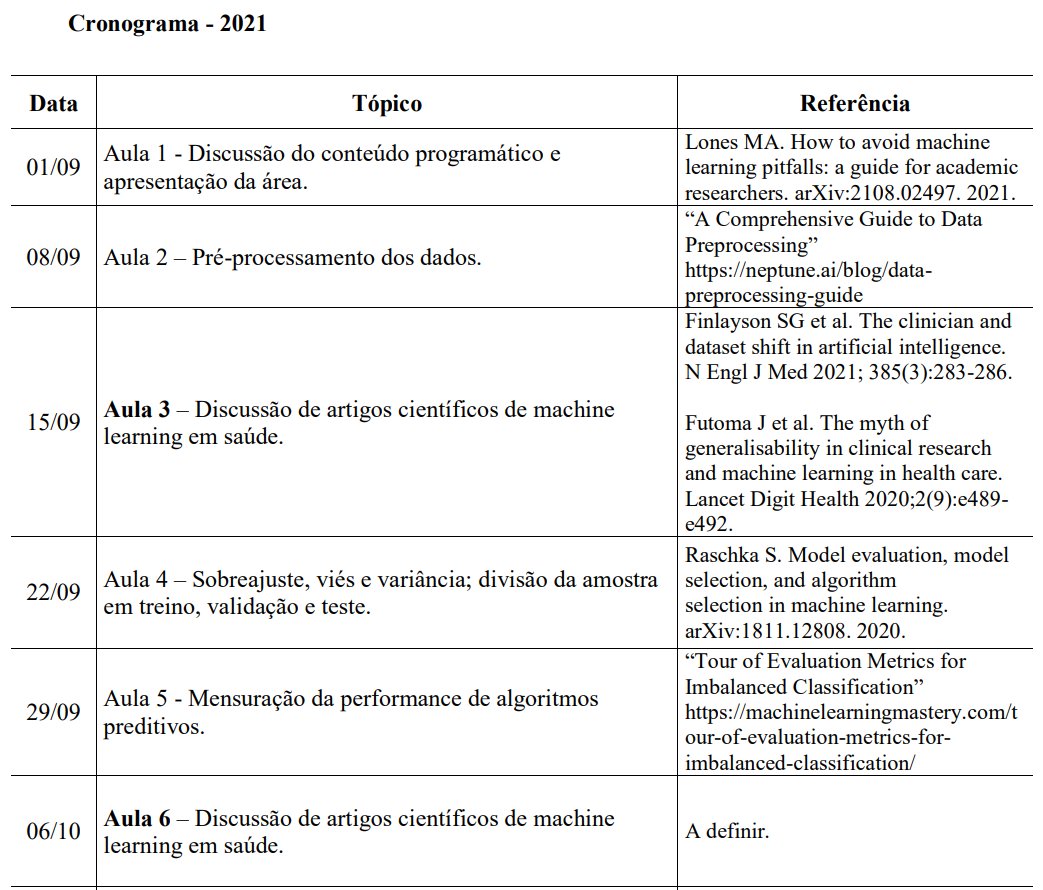 Cronograma - 2021
Data
Tópico
Referência
01/09
Aula 1 - Discussão do conteúdo programático e
apresentação da área.
Lones MA. How to avoid machine
learning pitfalls: a guide for academic
researchers. arXiv:2108.02497. 2021.
08/09
Aula 2 – Pré-processamento dos dados.
“A Comprehensive Guide to Data
Preprocessing”
https://neptune.ai/blog/data-
preprocessing-guide
15/09
Aula 3 – Discussão de artigos científicos de machine
learning em saúde.
Finlayson SG et al. The clinician and
dataset shift in artificial intelligence.
N Engl J Med 2021; 385(3):283-286.
Futoma J et al. The myth of
generalisability in clinical research
and machine learning in health care.
Lancet Digit Health 2020;2(9):e489-
e492.
22/09
Aula 4 – Sobreajuste, viés e variância; divisão da amostra
em treino, validação e teste.
Raschka S. Model evaluation, model
selection, and algorithm
selection in machine learning.
arXiv:1811.12808. 2020.
29/09
Aula 5 - Mensuração da performance de algoritmos
preditivos.
“Tour of Evaluation Metrics for
Imbalanced Classification”
https://machinelearningmastery.com/t
our-of-evaluation-metrics-for-
imbalanced-classification/
06/10
Aula 6 – Discussão de artigos científicos de machine
learning em saúde.
A definir.